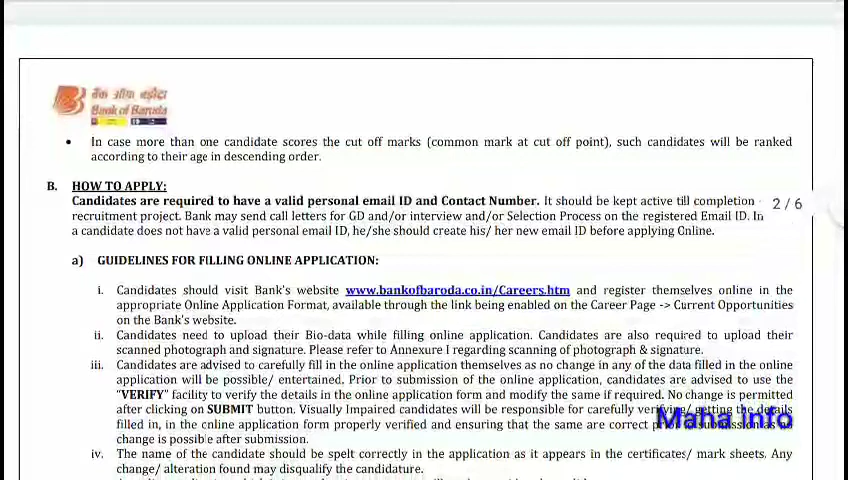 बैंक ऑफ़ बड़ौदा
Bank of Baroda
• In case more than one candidate scores the cut off marks (common mark at cut off point), such candidates will be ranked
according to their age in descending order.
B. HOW TO APPLY:
Candidates are required to have a valid personal email ID and Contact Number. It should be kept active till completion
2/6
recruitment project. Bank may send call letters for GD and/or interview and/or Selection Process on the registered Email ID. In
a candidate does not have a valid personal email ID, he/she should create his/ her new email ID before applying Online.
a) GUIDELINES FOR FILLING ONLINE APPLICATION:
i. Candidates should visit Bank's website www.bankofbaroda.co.in/Careers.htm and register themselves online in the
appropriate Online Application Format, available through the link being enabled on the Career Page -> Current Opportunities
on the Bank's website.
ii. Candidates need to upload their Bio-data while filling online application. Candidates are also required to upload their
scanned photograph and signature. Please refer to Annexure I regarding scanning of photograph & signature.
iii. Candidates are advised to carefully fill in the online application themselves as no change in any of the data filled in the online
application will be possible/ entertained. Prior to submission of the online application, candidates are advised to use the
"VERIFY" facility to verify the details in the online application form and modify the same if required. No change is permitted
after clicking on SUBMIT button. Visually Impaired candidates will be responsible for carefully verifying/ getting the details
filled in, in the online application form properly verified and ensuring that the same are correct prior to submission as no
Maha info
change is possible after submission.
iv. The name of the candidate should be spelt correctly in the application as it appears in the certificates/ mark sheets. Any
change/ alteration found may disqualify the candidature.